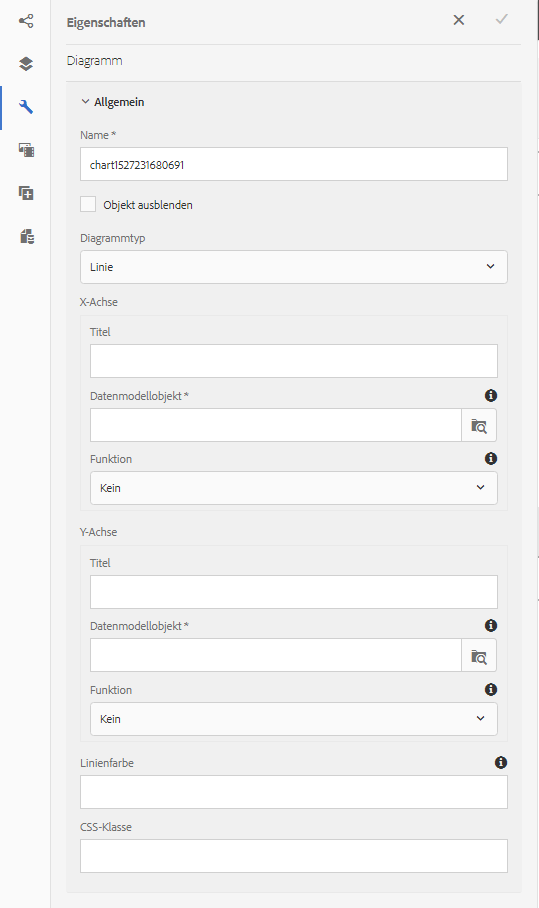 Eigenschaften
Diagramm
Allgemein
Name *
chart1527231680691
Objekt ausblenden
Diagrammtyp
Linie
X-Achse
Titel
Datenmodellobjekt *
Funktion
Kein
Y-Achse
Titel
Datenmodellobjekt *
Funktion
Kein
Linienfarbe
CSS-Klasse